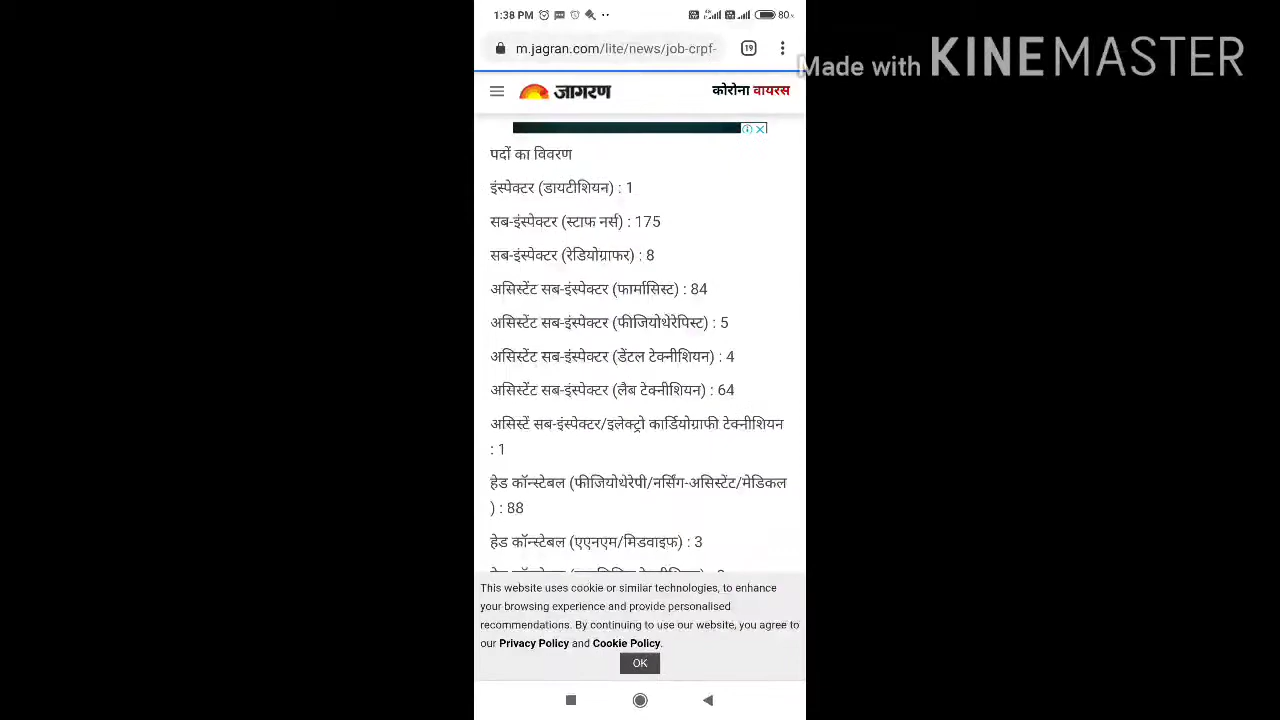 1:38 PM
80
m.jagran.com/lite/news/job-crpf-
19
Made with KINEMASTER
जागरण
कोरोना वायरस
पदों का विवरण
इंस्पेक्टर (डायटीशियन) : 1
सब-इंस्पेक्टर (स्टाफ नर्स) : 175
सब-इंस्पेक्टर (रेडियोग्राफर) : 8
असिस्टेंट सब-इंस्पेक्टर (फार्मासिस्ट) : 84
असिस्टेंट सब-इंस्पेक्टर (फीजियोथेरेपिस्ट) : 5
असिस्टेंट सब-इंस्पेक्टर (डेंटल टेक्नीशियन) : 4
असिस्टेंट सब-इंस्पेक्टर (लैब टेक्नीशियन) : 64
असिस्टें सब-इंस्पेक्टर/इलेक्ट्रो कार्डियोग्राफी टेक्नीशियन
: 1
हेड कॉन्स्टेबल (फीजियोथेरेपी/नर्सिंग-असिस्टेंट/मेडिकल
) : 88
हेड कॉन्स्टेबल (एएनएम/मिडवाइफ) : 3
This website uses cookie or similar technologies, to enhance
your browsing experience and provide personalised
recommendations. By continuing to use our website, you agree to
our Privacy Policy and Cookie Policy.
OK